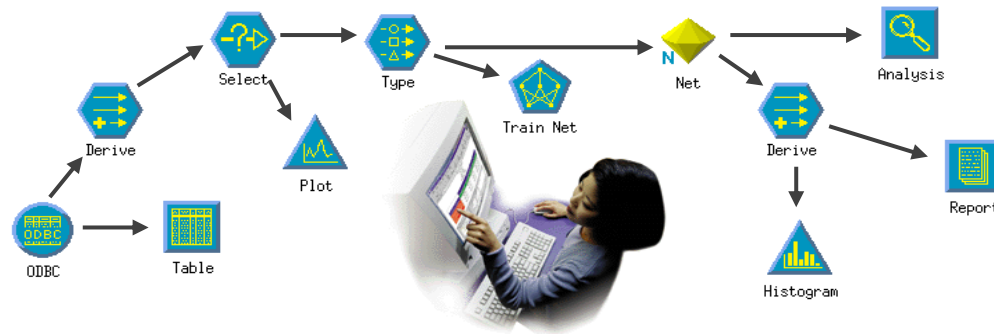 Select
Type
N
Net
Analysis
Train Net
Derive
Derive
Plot
Report
ODBC
ODBC
Table
Histogram